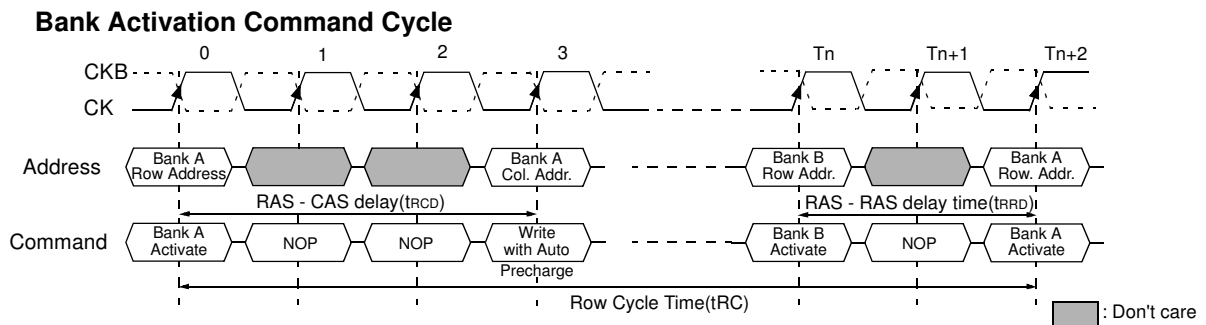 Bank Activation Command Cycle
0 1 2 3 Tn Tn+1 Tn+2
CKB
CK
Address
Bank A
Row Address
Bank A
Col. Addr.
Bank B
Row Addr.
Bank A
Row. Addr.
RAS - CAS delay(tRCD)
RAS - RAS delay time(tRRD)
Command
Bank A
Activate
NOP
NOP
Write
with Auto
Precharge
Bank B
Activate
NOP
Bank A
Activate
Row Cycle Time(tRC)
: Don't care